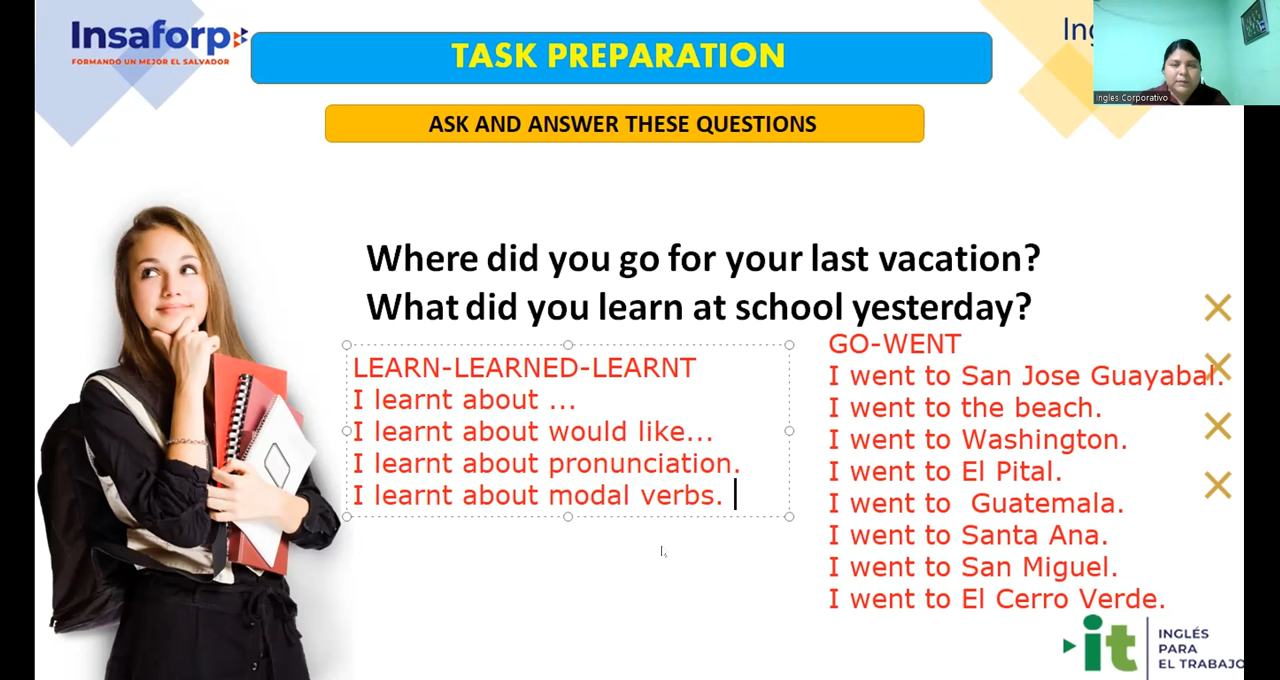 Insaforp
FORMANDO UN MEJOR EL SALVADOR
TASK PREPARATION
Ingles Corporativo
ASK AND ANSWER THESE QUESTIONS
Where did you go for your last vacation?
What did you learn at school yesterday?
LEARN-LEARNED-LEARNT
I learnt about ...
I learnt about would like...
I learnt about pronunciation.
I learnt about modal verbs.
GO-WENT
I went to San Jose Guayabal.
I went to the beach.
I went to Washington.
I went to El Pital.
I went to  Guatemala.
I went to Santa Ana.
I went to San Miguel.
I went to El Cerro Verde.
it
INGLÉS
PARA
EL TRABAJO